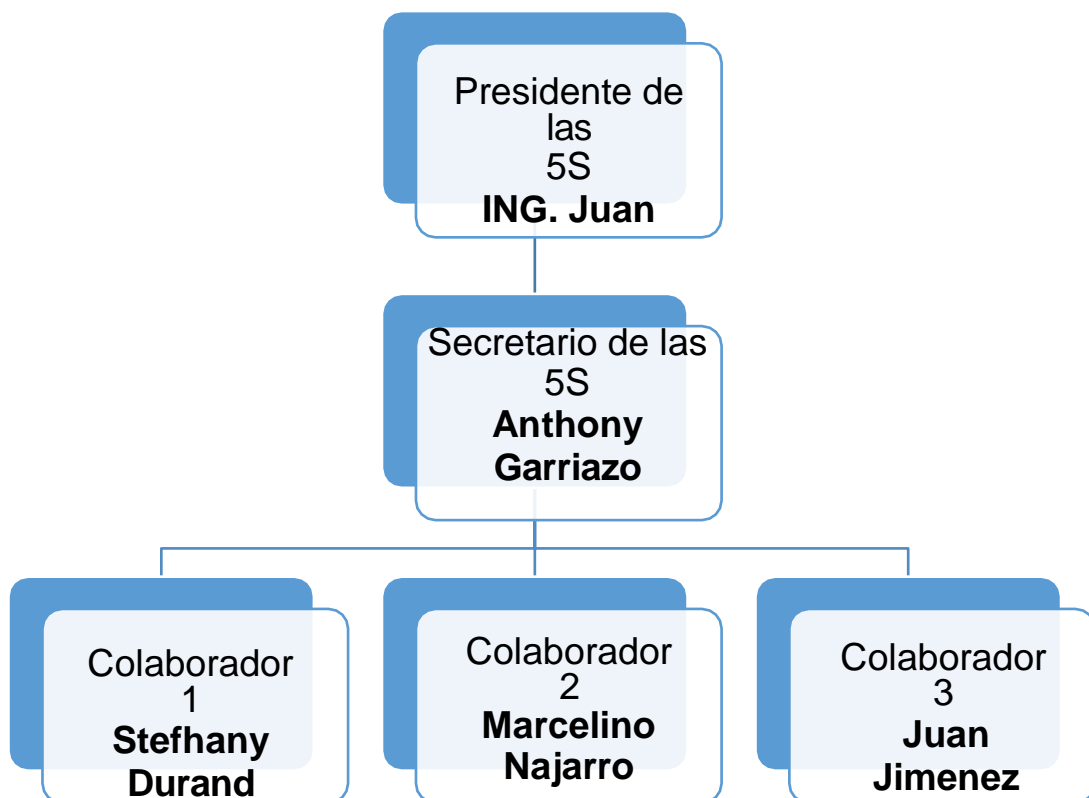 Presidente de
las
5S
ING. Juan
Secretario de las
5S
Anthony
Garriazo
Colaborador
1
Stefhany
Durand
Colaborador
2
Marcelino
Najarro
Colaborador
3
Juan
Jimenez